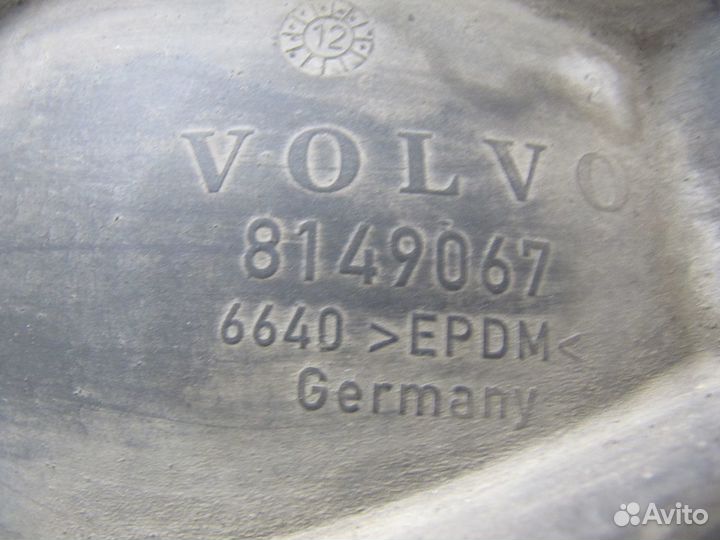 12
VOLVO
8149067
6640 >EPDM<
Germany
Avito